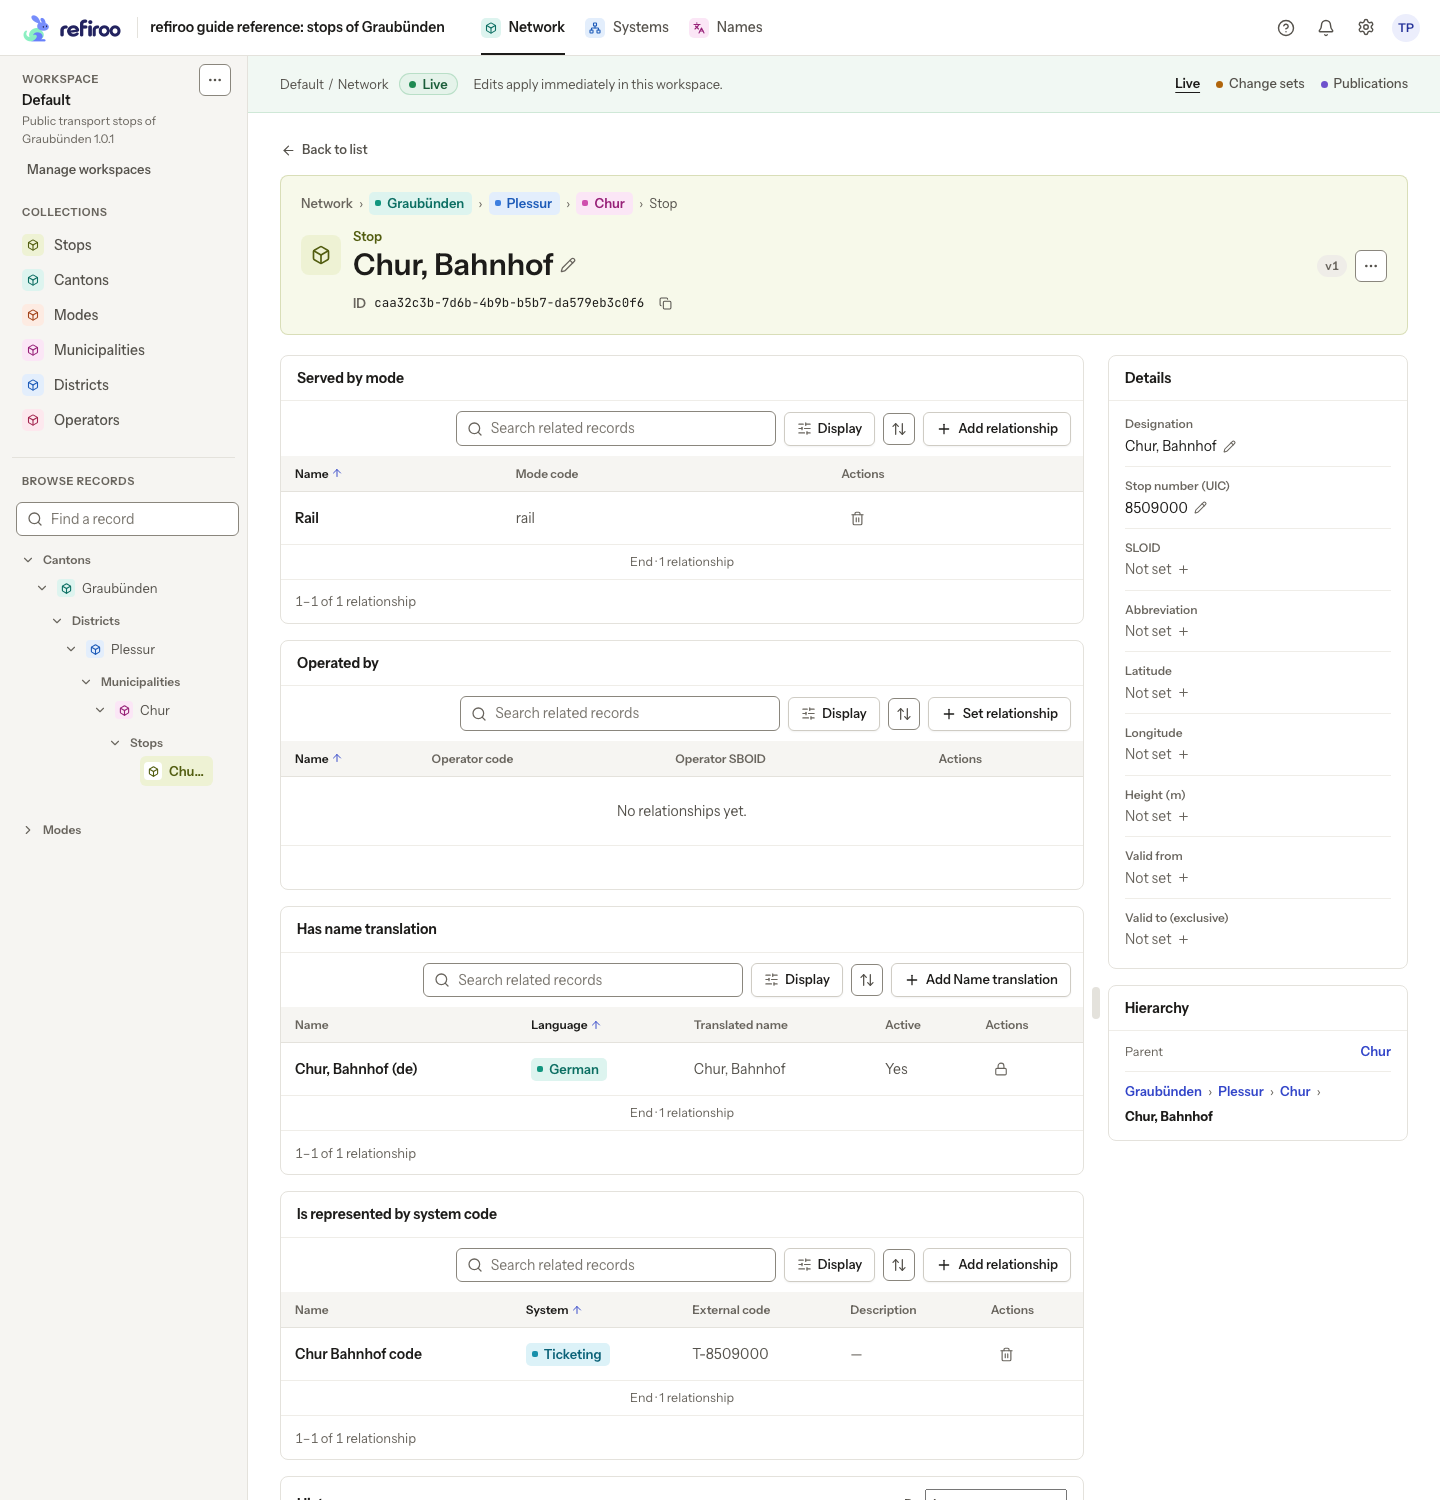 refiroo
refiroo guide reference: stops of Graubünden
Network
Systems
Names
TP
WORKSPACE
Default
Public transport stops of
Graubünden 1.0.1
Manage workspaces
COLLECTIONS
Stops
Cantons
Modes
Municipalities
Districts
Operators
BROWSE RECORDS
Find a record
Cantons
Graubünden
Districts
Plessur
Municipalities
Chur
Stops
Chu...
Modes
Default / Network
Live
Edits apply immediately in this workspace.
Live
Change sets
Publications
Back to list
Network › Graubünden › Plessur › Chur › Stop
Stop
Chur, Bahnhof
v1
ID caa32c3b-7d6b-4b9b-b5b7-da579eb3c0f6
Served by mode
Search related records
Display
Add relationship
Name Mode code Actions
Rail rail
End · 1 relationship
1–1 of 1 relationship
Operated by
Search related records
Display
Set relationship
Name Operator code Operator SBOID Actions
No relationships yet.
Has name translation
Search related records
Display
Add Name translation
Name Language Translated name Active Actions
Chur, Bahnhof (de) German Chur, Bahnhof Yes
End · 1 relationship
1–1 of 1 relationship
Is represented by system code
Search related records
Display
Add relationship
Name System External code Description Actions
Chur Bahnhof code Ticketing T-8509000 —
End · 1 relationship
1–1 of 1 relationship
Details
Designation
Chur, Bahnhof
Stop number (UIC)
8509000
SLOID
Not set
Abbreviation
Not set
Latitude
Not set
Longitude
Not set
Height (m)
Not set
Valid from
Not set
Valid to (exclusive)
Not set
Hierarchy
Parent Chur
Graubünden › Plessur › Chur ›
Chur, Bahnhof